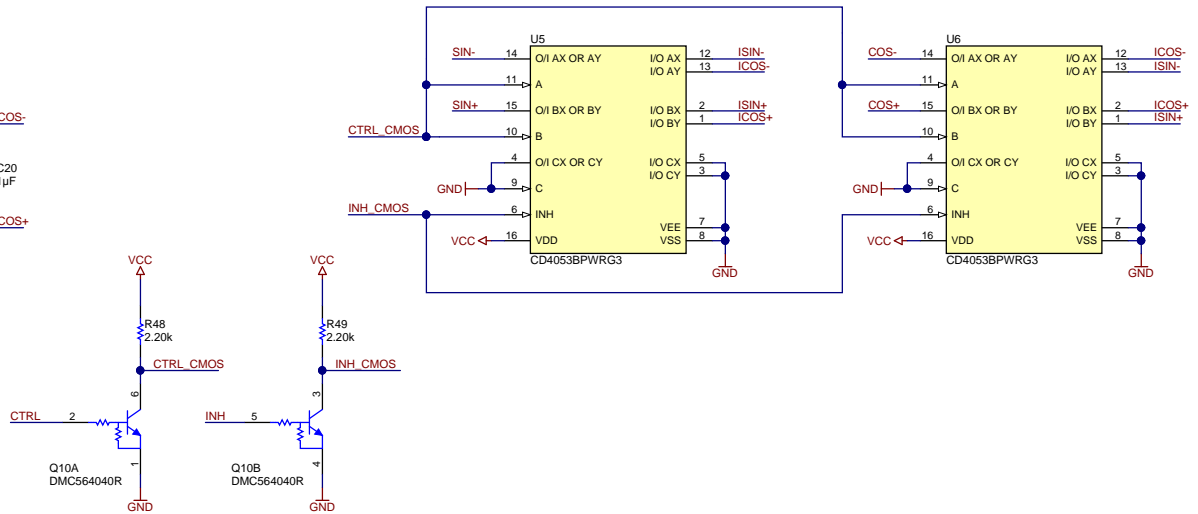 COS-
C20
1µF
COS+
VCC
R48
2.20k
CTRL_CMOS
6
CTRL
2
1
Q10A
DMC564040R
GND
VCC
R49
2.20k
INH_CMOS
3
INH
5
4
Q10B
DMC564040R
GND
U5
SIN- 14 O/I AX OR AY I/O AX 12 ISIN-
I/O AY 13 ICOS-
11 A
SIN+ 15 O/I BX OR BY I/O BX 2 ISIN+
I/O BY 1 ICOS+
CTRL_CMOS 10 B
4 O/I CX OR CY I/O CX 5
I/O CY 3
GND 9 C
INH_CMOS 6 INH
VEE 7
VCC 16 VDD VSS 8
CD4053BPWRG3
GND
U6
COS- 14 O/I AX OR AY I/O AX 12 ICOS-
I/O AY 13 ISIN-
11 A
COS+ 15 O/I BX OR BY I/O BX 2 ICOS+
I/O BY 1 ISIN+
10 B
4 O/I CX OR CY I/O CX 5
I/O CY 3
GND 9 C
6 INH
VEE 7
VCC 16 VDD VSS 8
CD4053BPWRG3
GND